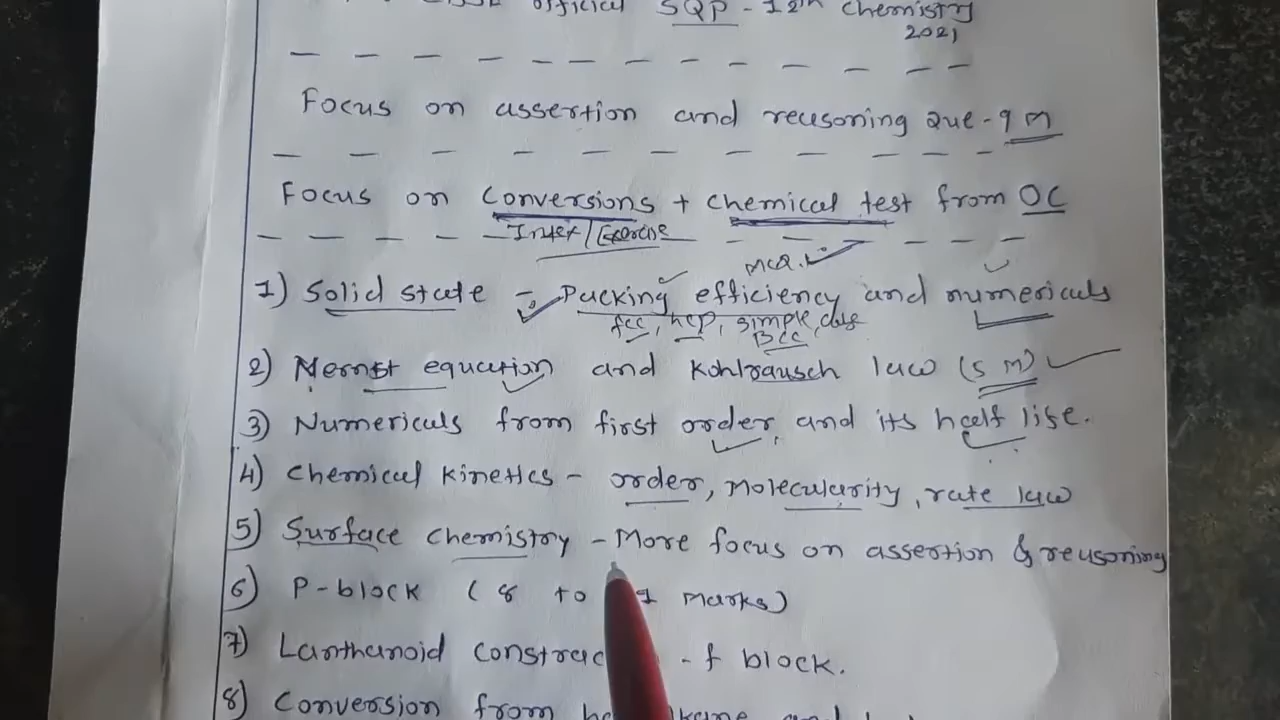 official SQP - 12th Chemistry
2021
Focus on assertion and reasoning Que - 9 M
Focus on conversions + chemical test from OC
Intex/Exercise
MCQ.
1) Solid state - Packing efficiency and numericals
fcc, hcp, simple,
BCC
2) Nernst equation and Kohlrausch law (5 M)
3) Numericals from first order, and its half life.
4) Chemical kinetics - order, Molecularity, rate law
5) Surface chemistry - More focus on assertion & reasoning
6) P-block ( 8 to Marks)
7) Lanthanoid - f block.
8) Conversion from